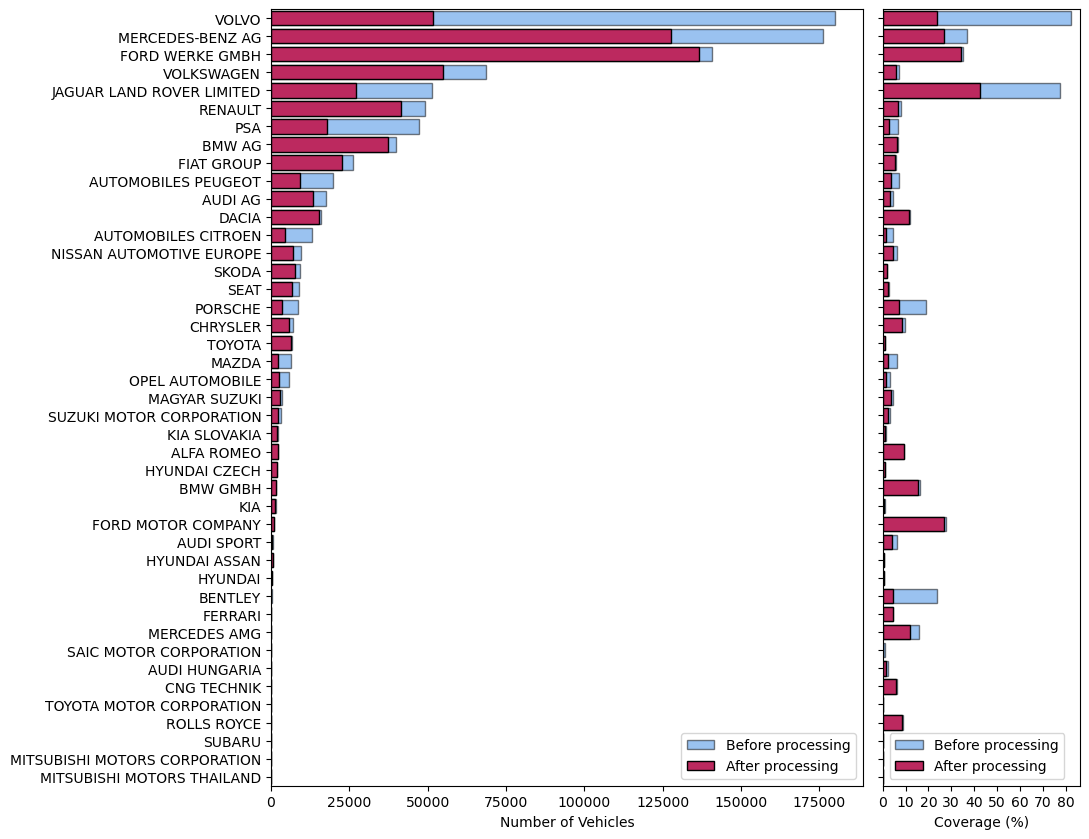 VOLVO
MERCEDES-BENZ AG
FORD WERKE GMBH
VOLKSWAGEN
JAGUAR LAND ROVER LIMITED
RENAULT
PSA
BMW AG
FIAT GROUP
AUTOMOBILES PEUGEOT
AUDI AG
DACIA
AUTOMOBILES CITROEN
NISSAN AUTOMOTIVE EUROPE
SKODA
SEAT
PORSCHE
CHRYSLER
TOYOTA
MAZDA
OPEL AUTOMOBILE
MAGYAR SUZUKI
SUZUKI MOTOR CORPORATION
KIA SLOVAKIA
ALFA ROMEO
HYUNDAI CZECH
BMW GMBH
KIA
FORD MOTOR COMPANY
AUDI SPORT
HYUNDAI ASSAN
HYUNDAI
BENTLEY
FERRARI
MERCEDES AMG
SAIC MOTOR CORPORATION
AUDI HUNGARIA
CNG TECHNIK
TOYOTA MOTOR CORPORATION
ROLLS ROYCE
SUBARU
MITSUBISHI MOTORS CORPORATION
MITSUBISHI MOTORS THAILAND
Before processing
After processing
0 25000 50000 75000 100000 125000 150000 175000
Number of Vehicles
Before processing
After processing
0 10 20 30 40 50 60 70 80
Coverage (%)